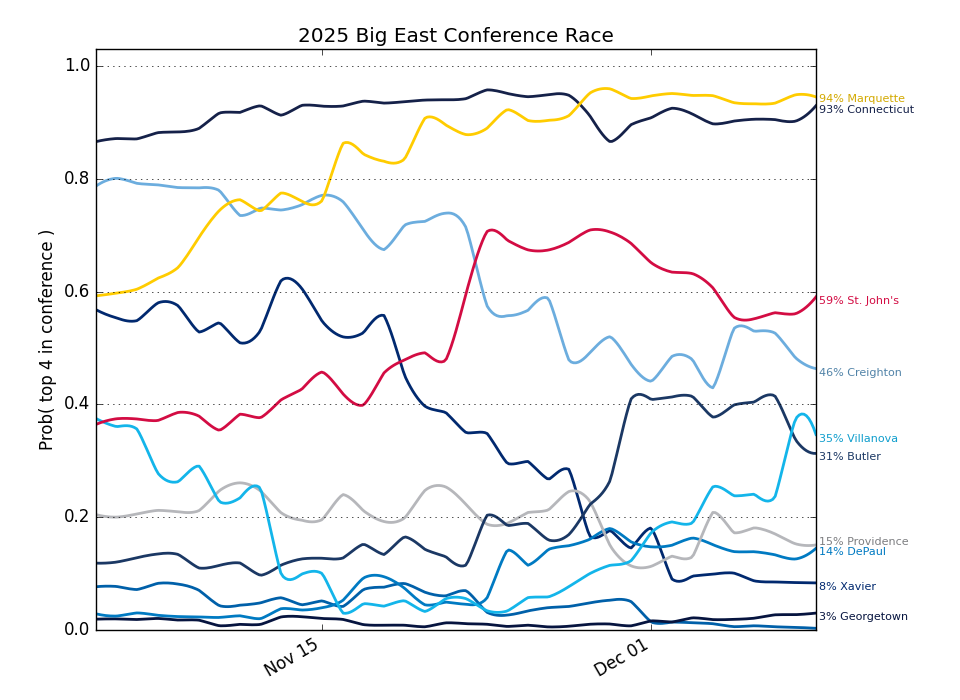 2025 Big East Conference Race
Prob( top 4 in conference )
1.0
0.8
0.6
0.4
0.2
0.0
Nov 15
Dec 01
94% Marquette
93% Connecticut
59% St. John's
46% Creighton
35% Villanova
31% Butler
15% Providence
14% DePaul
8% Xavier
3% Georgetown